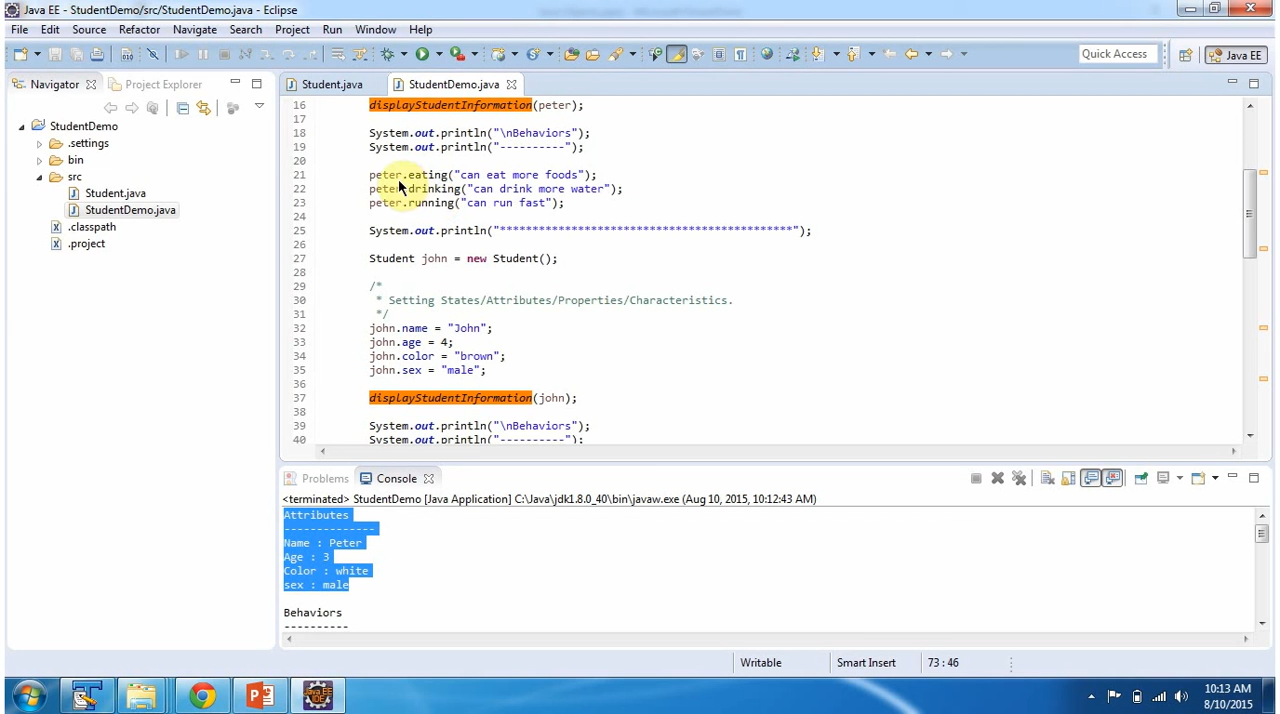 Java EE - StudentDemo/src/StudentDemo.java - Eclipse
File Edit Source Refactor Navigate Search Project Run Window Help
Quick Access Java EE
Navigator Project Explorer
Student.java StudentDemo.java
StudentDemo
.settings
bin
src
Student.java
StudentDemo.java
.classpath
.project
16 displayStudentInformation(peter);
17
18 System.out.println("\nBehaviors");
19 System.out.println("----------");
20
21 peter.eating("can eat more foods");
22 peter.drinking("can drink more water");
23 peter.running("can run fast");
24
25 System.out.println("*********************************************");
26
27 Student john = new Student();
28
29 /*
30 * Setting States/Attributes/Properties/Characteristics.
31 */
32 john.name = "John";
33 john.age = 4;
34 john.color = "brown";
35 john.sex = "male";
36
37 displayStudentInformation(john);
38
39 System.out.println("\nBehaviors");
40 System.out.println("----------");
Problems Console
<terminated> StudentDemo [Java Application] C:\Java\jdk1.8.0_40\bin\javaw.exe (Aug 10, 2015, 10:12:43 AM)
Attributes
--------------
Name : Peter
Age : 3
Color : white
sex : male
Behaviors
----------
Writable Smart Insert 73 : 46
Java EE
IDE
10:13 AM
8/10/2015